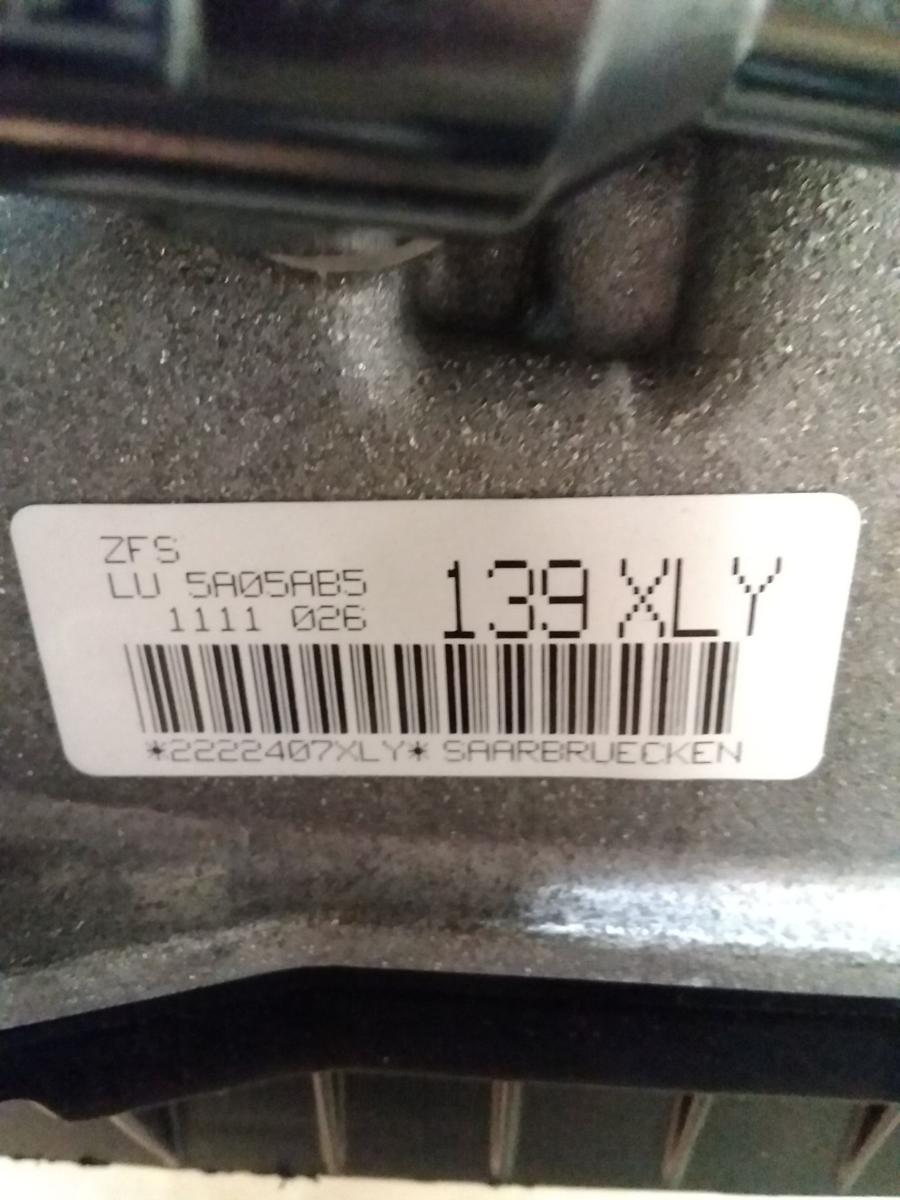 ZFS
LU 5A05AB5
1111 026
139 XLY
*2222407XLY* SAARBRUECKEN